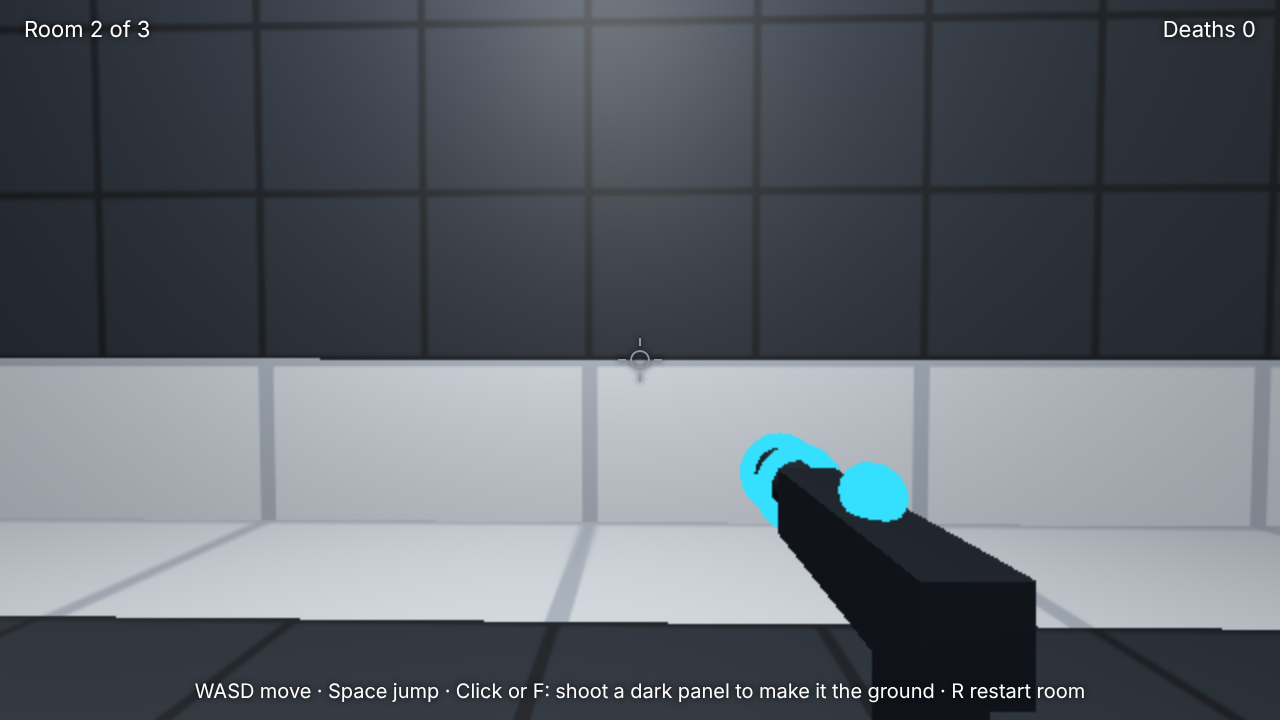 Room 2 of 3
Deaths 0
WASD move · Space jump · Click or F: shoot a dark panel to make it the ground · R restart room